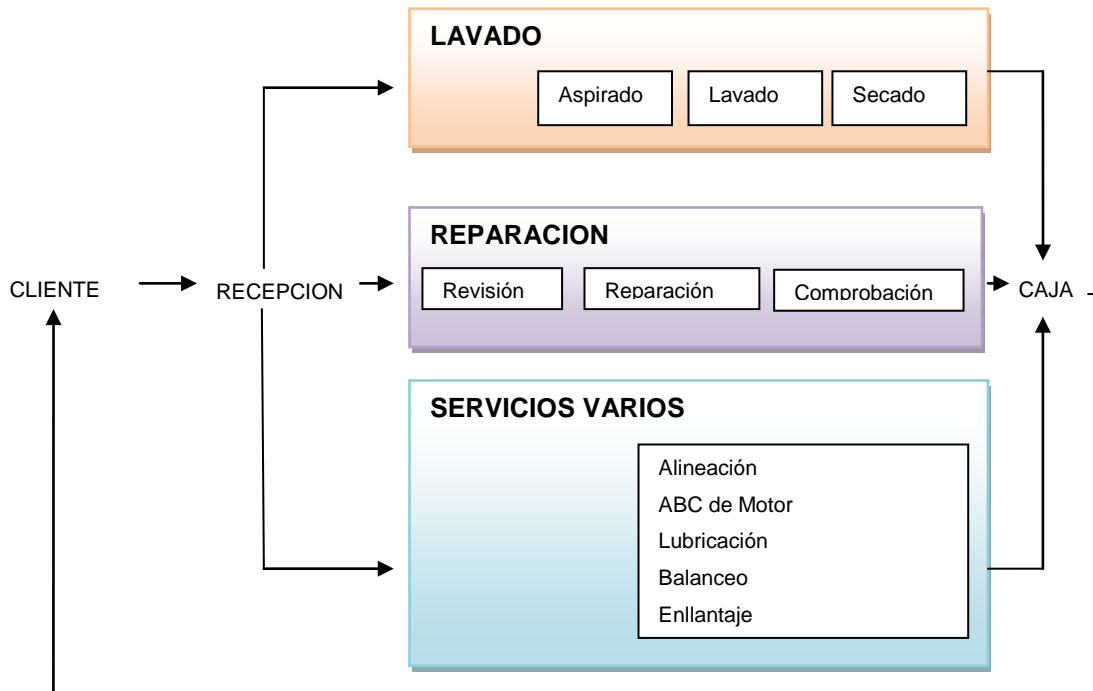 LAVADO
Aspirado
Lavado
Secado
REPARACION
CLIENTE
RECEPCION
Revisión
Reparación
Comprobación
CAJA
SERVICIOS VARIOS
Alineación
ABC de Motor
Lubricación
Balanceo
Enllantaje